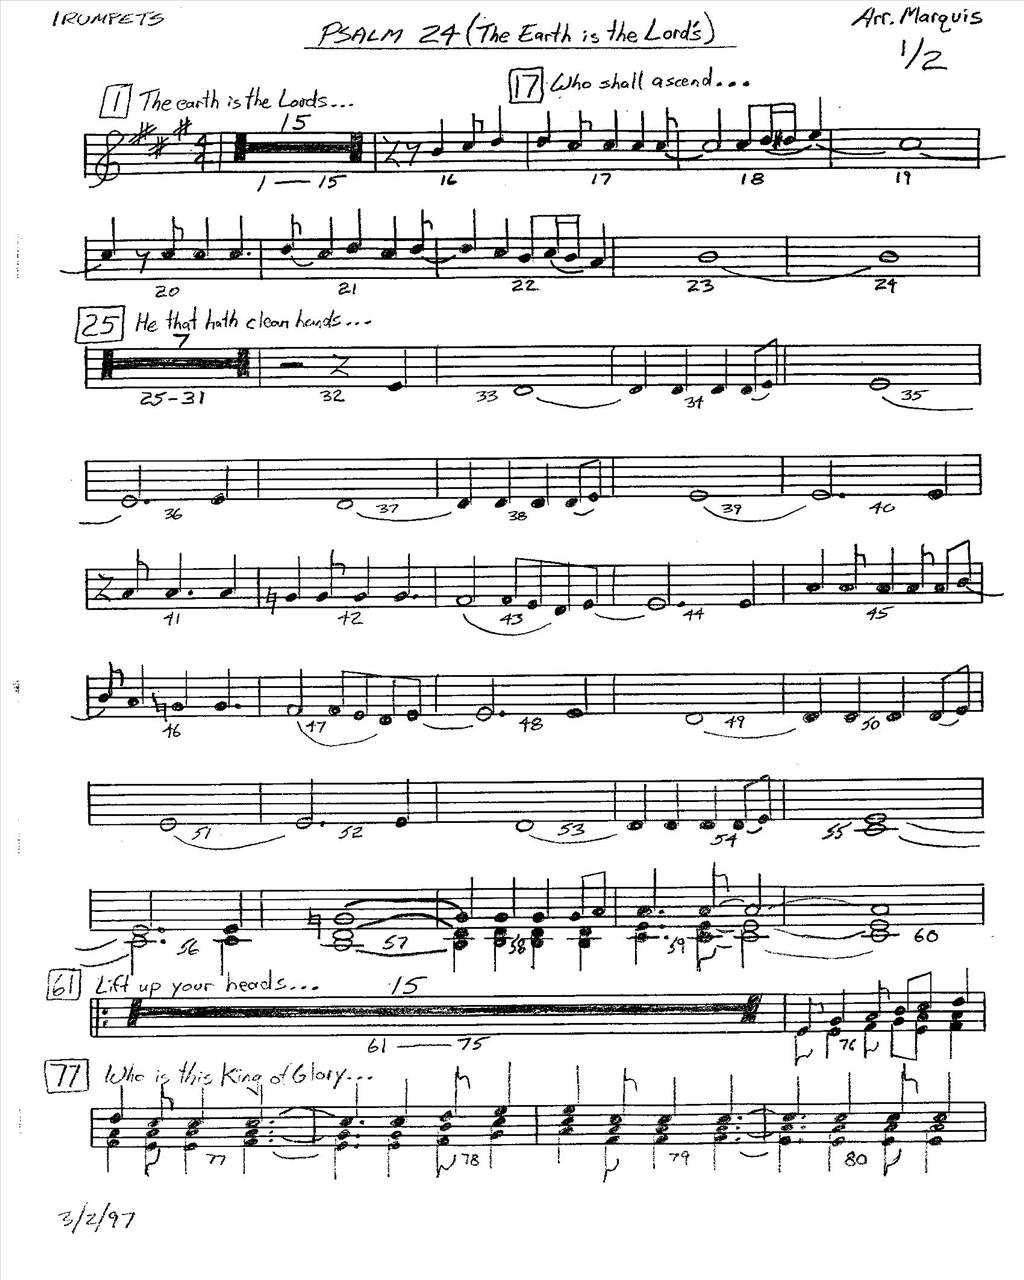 TRUMPETS
PSALM 24 (The Earth is the Lord's)
Arr. Marquis
1/2
1 The earth is the Lords...
17 Who shall ascend...
15
4
4
1 — 15 16 17 18 19
20 21 22 23 24
25 He that hath clean hands...
7
25-31 32 33 34 35
36 37 38 39 40
41 42 43 44 45
46 47 48 49 50
51 52 53 54 55
56 57 58 59 60
61 Lift up your heads...
15
61 — 75 76
77 Who is this King of Glory...
77 78 79 80
3/2/97